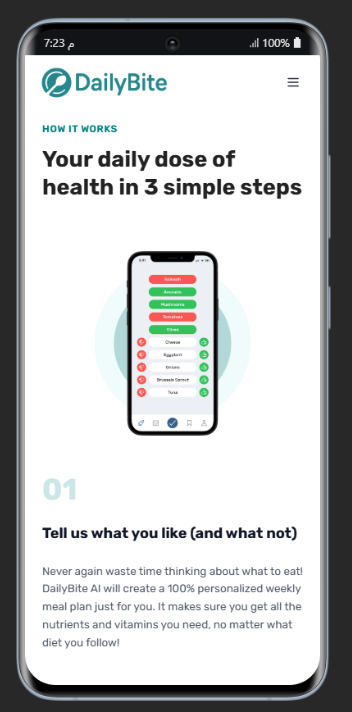 7:23 م
100%
DailyBite
HOW IT WORKS
Your daily dose of
health in 3 simple steps
Avocado
Mushrooms
Tomatoes
Olives
Cheese
Eggplant
Onions
Brussels Sprout
Tuna
01
Tell us what you like (and what not)
Never again waste time thinking about what to eat!
DailyBite AI will create a 100% personalized weekly
meal plan just for you. It makes sure you get all the
nutrients and vitamins you need, no matter what
diet you follow!